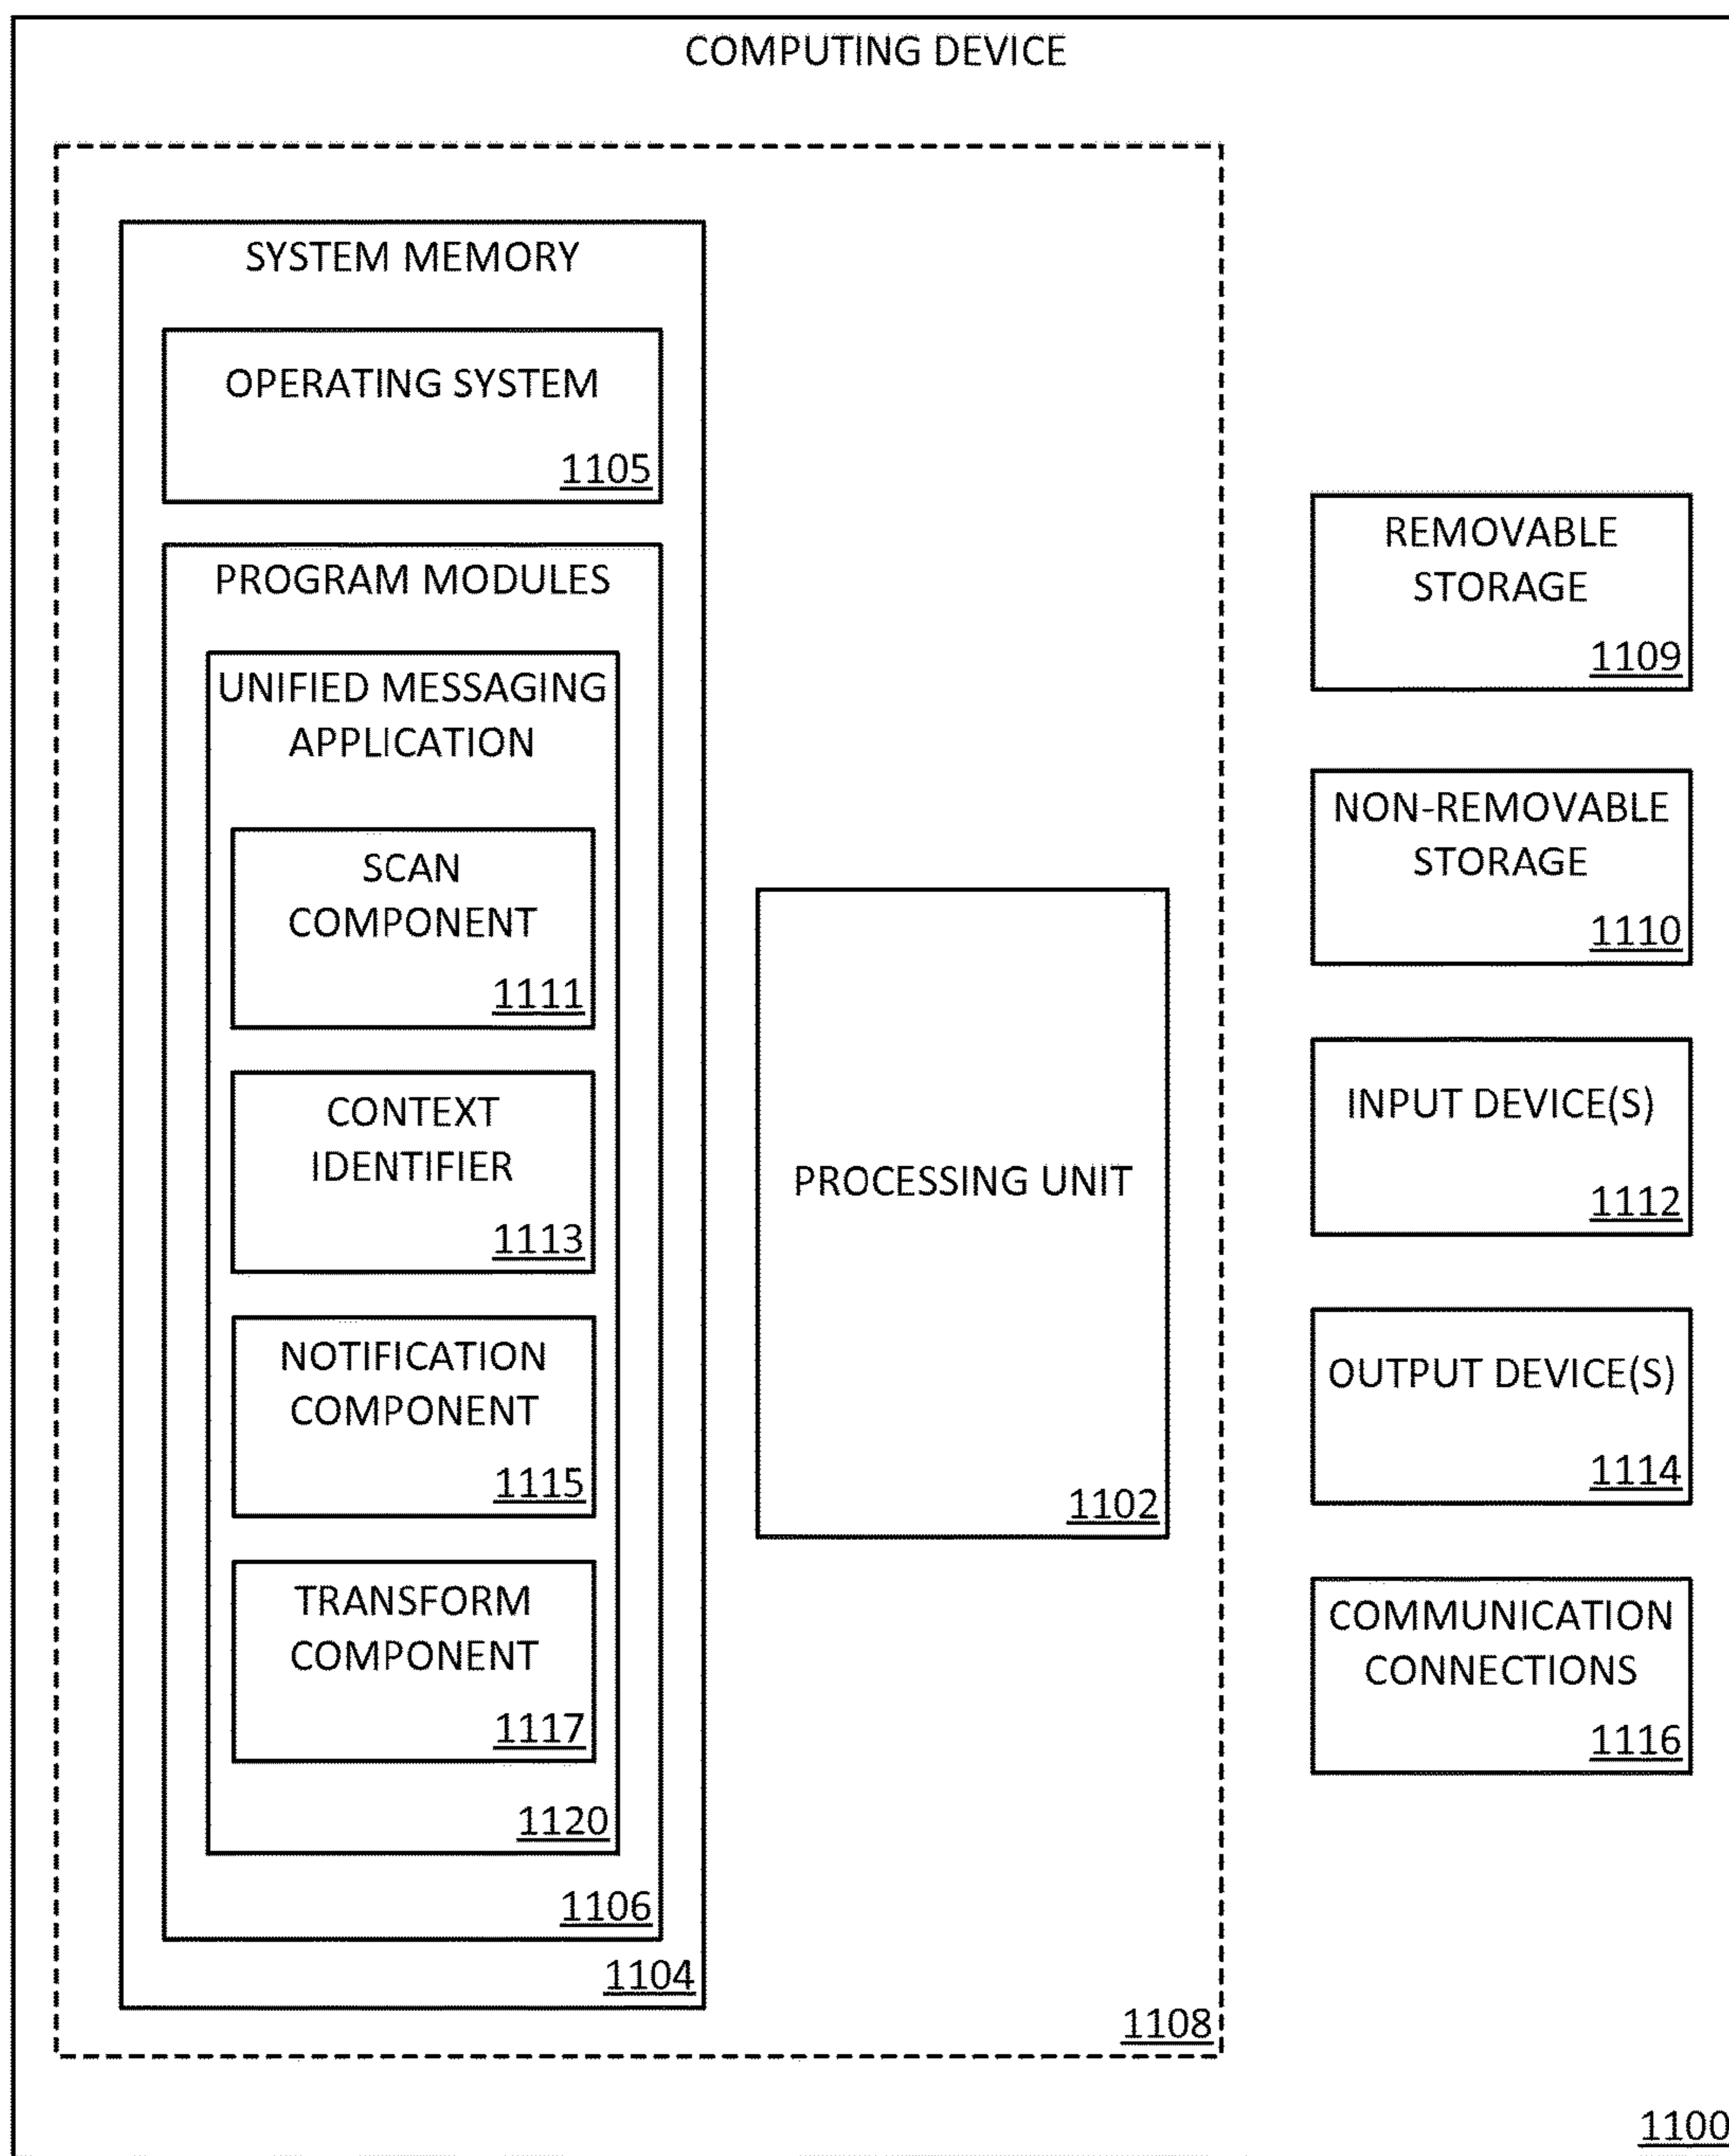 COMPUTING DEVICE
SYSTEM MEMORY
OPERATING SYSTEM
1105
PROGRAM MODULES
UNIFIED MESSAGING
APPLICATION
SCAN
COMPONENT
1111
CONTEXT
IDENTIFIER
1113
NOTIFICATION
COMPONENT
1115
TRANSFORM
COMPONENT
1117
1120
1106
1104
PROCESSING UNIT
1102
1108
REMOVABLE
STORAGE
1109
NON-REMOVABLE
STORAGE
1110
INPUT DEVICE(S)
1112
OUTPUT DEVICE(S)
1114
COMMUNICATION
CONNECTIONS
1116
1100